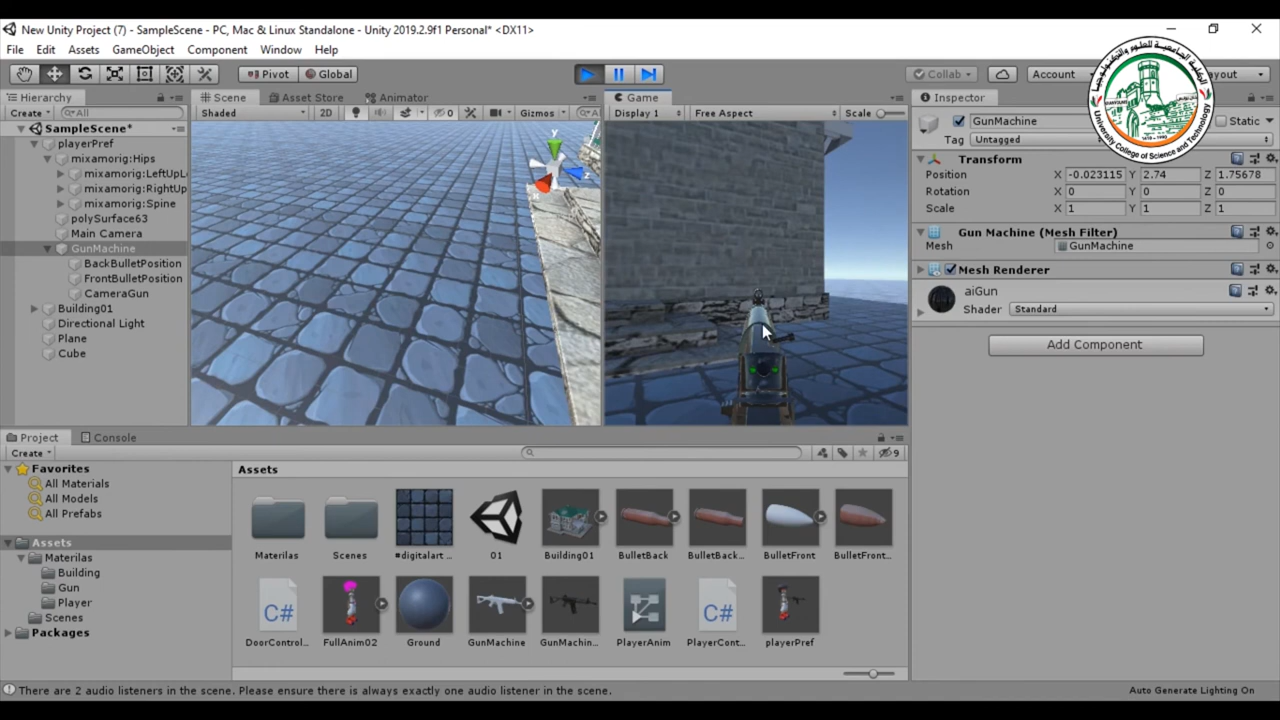 New Unity Project (7) - SampleScene - PC, Mac & Linux Standalone - Unity 2019.2.9f1 Personal* <DX11>
File Edit Assets GameObject Component Window Help
Pivot Global Collab Account Layout
Hierarchy
Create All
SampleScene*
playerPref
mixamorig:Hips
mixamorig:LeftUpL
mixamorig:RightUp
mixamorig:Spine
polySurface63
Main Camera
GunMachine
BackBulletPosition
FrontBulletPosition
CameraGun
Building01
Directional Light
Plane
Cube
Scene Asset Store Animator
Shaded 2D 0 Gizmos All
y
x
z
Game
Display 1 Free Aspect Scale
Inspector
GunMachine Static
Tag Untagged
Transform
Position X -0.023115 Y 2.74 Z 1.75678
Rotation X 0 Y 0 Z 0
Scale X 1 Y 1 Z 1
Gun Machine (Mesh Filter)
Mesh GunMachine
Mesh Renderer
aiGun
Shader Standard
Add Component
الكلية الجامعية للعلوم والتكنولوجيا
University College of Science and Technology
Project Console
Create 9
Favorites
All Materials
All Models
All Prefabs
Assets
Materilas
Building
Gun
Player
Scenes
Packages
Assets
Materilas Scenes #digitalart ... 01 Building01 BulletBack BulletBack... BulletFront BulletFront...
C# C#
DoorControl... FullAnim02 Ground GunMachine GunMachin... PlayerAnim PlayerCont... playerPref
There are 2 audio listeners in the scene. Please ensure there is always exactly one audio listener in the scene.
Auto Generate Lighting On